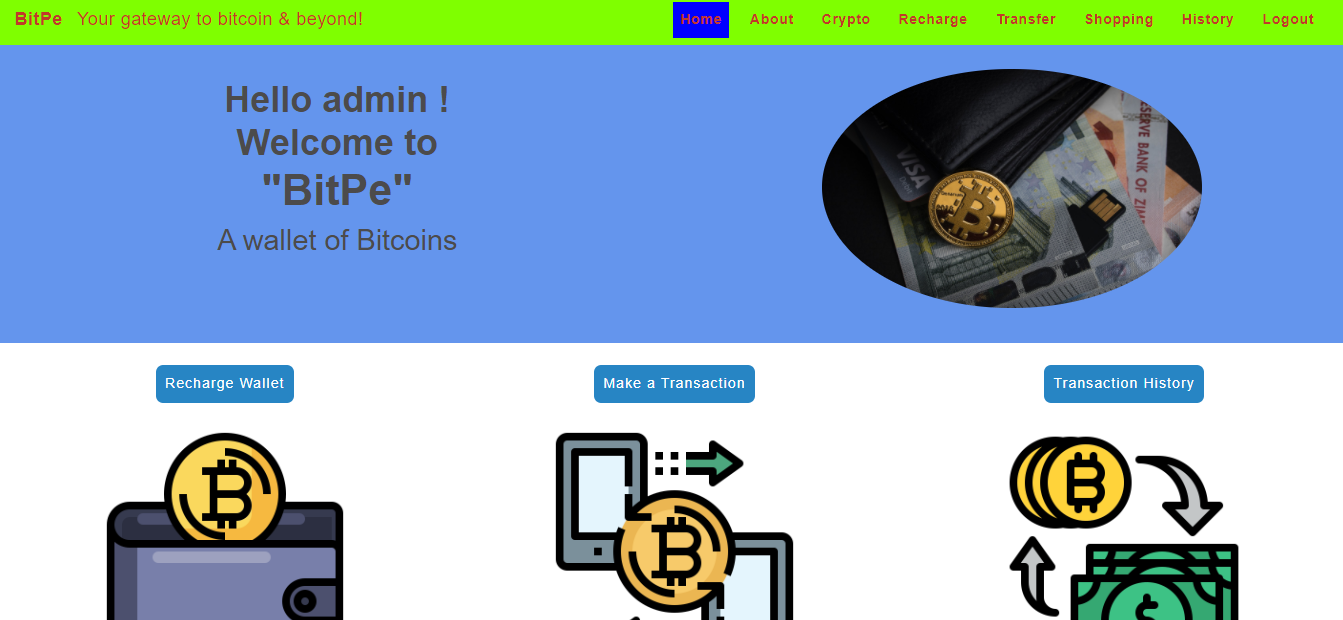 BitPe Your gateway to bitcoin & beyond! Home About Crypto Recharge Transfer Shopping History Logout
Hello admin !
Welcome to
"BitPe"
A wallet of Bitcoins
VISA
Recharge Wallet Make a Transaction Transaction History